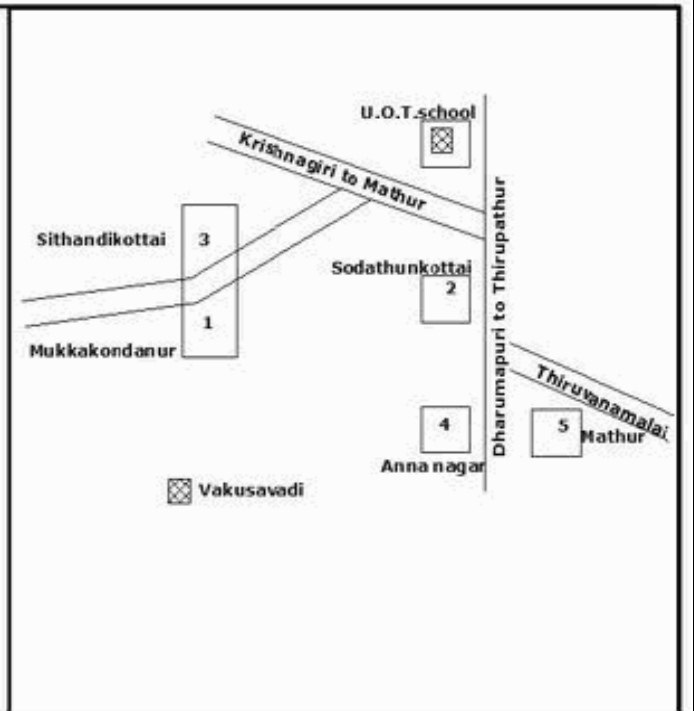 U.O.T.school
Krishnagiri to Mathur
Dharumapuri to Thirupathur
Sithandikottai
3
Sodathunkottai
2
1
Mukkakondanur
Thiruvanamalai
4
5
Mathur
Anna nagar
Vakusavadi